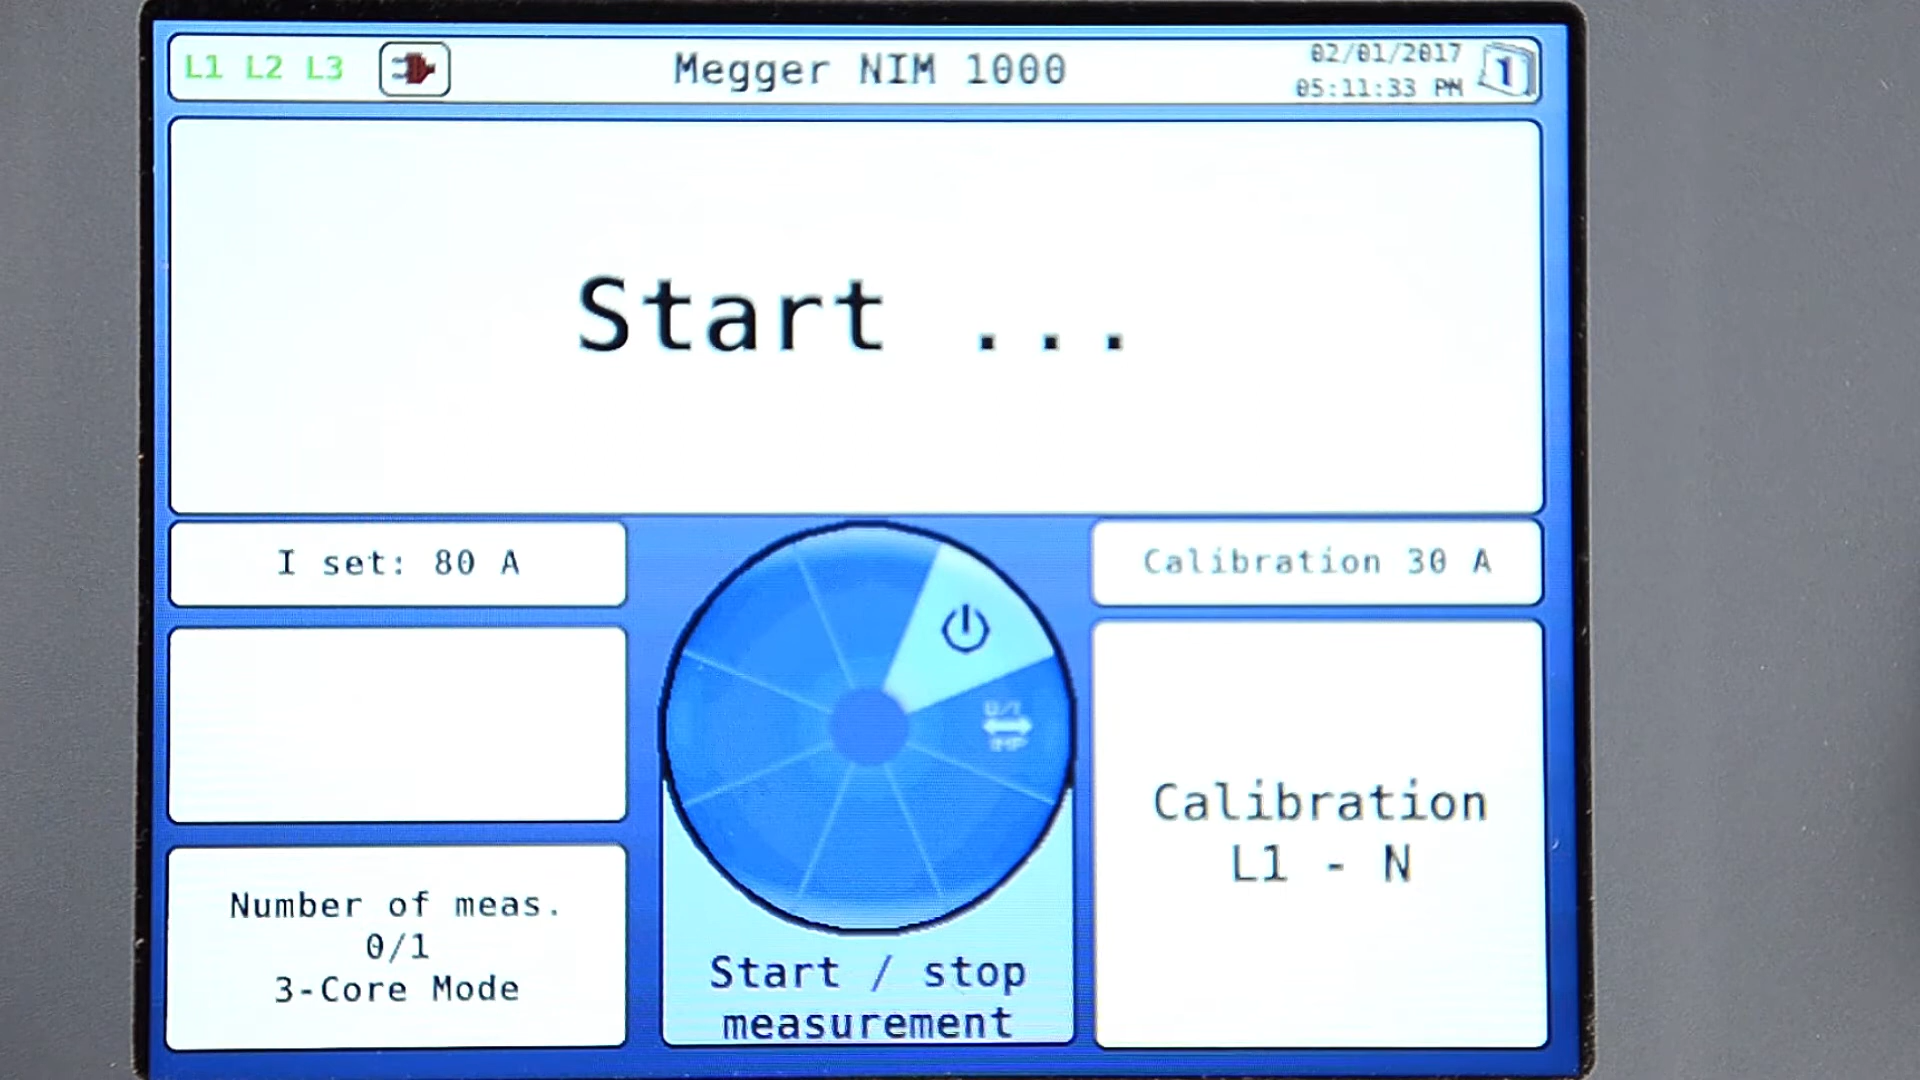 L1 L2 L3
Megger NIM 1000
02/01/2017
05:11:33 PM
1
Start ...
I set: 80 A
Calibration 30 A
Calibration
L1 - N
Number of meas.
0/1
3-Core Mode
Start / stop
measurement